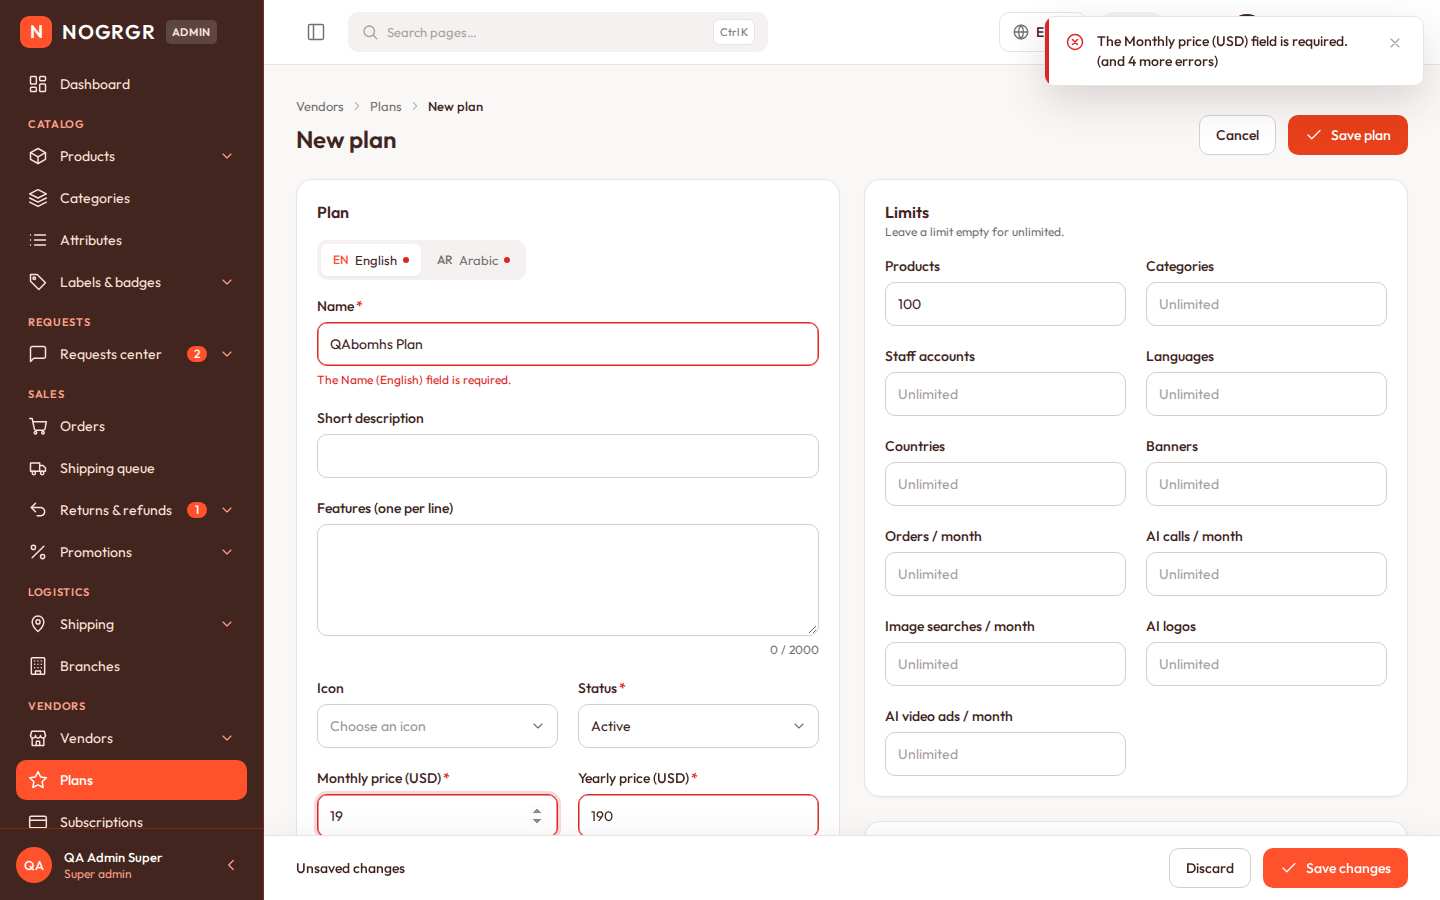 N NOGRGR ADMIN
Search pages...
Ctrl K
The Monthly price (USD) field is required.
(and 4 more errors)
Dashboard
CATALOG
Products
Categories
Attributes
Labels & badges
REQUESTS
Requests center 2
SALES
Orders
Shipping queue
Returns & refunds 1
Promotions
LOGISTICS
Shipping
Branches
VENDORS
Vendors
Plans
Subscriptions
QA QA Admin Super
Super admin
Vendors > Plans > New plan
New plan
Cancel
Save plan
Plan
EN English
AR Arabic
Name *
QAbomhs Plan
The Name (English) field is required.
Short description
Features (one per line)
0 / 2000
Icon
Status *
Choose an icon
Active
Monthly price (USD) *
Yearly price (USD) *
19
190
Limits
Leave a limit empty for unlimited.
Products
Categories
100
Unlimited
Staff accounts
Languages
Unlimited
Unlimited
Countries
Banners
Unlimited
Unlimited
Orders / month
AI calls / month
Unlimited
Unlimited
Image searches / month
AI logos
Unlimited
Unlimited
AI video ads / month
Unlimited
Unsaved changes
Discard
Save changes